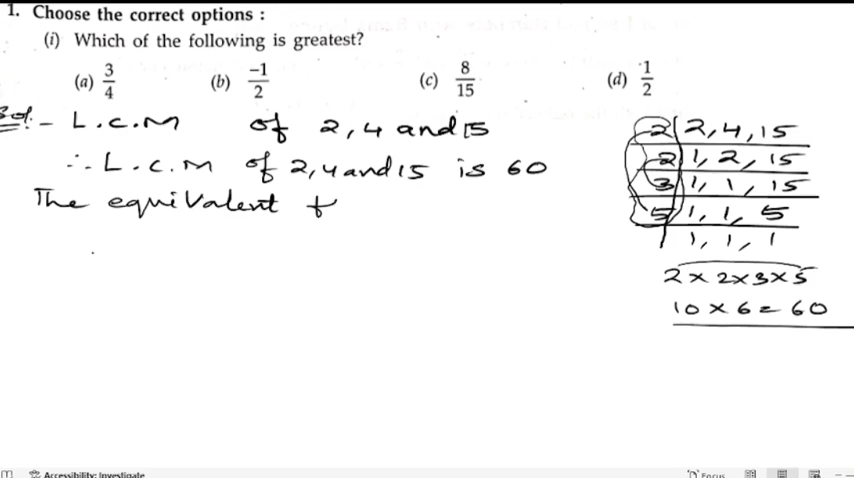 1. Choose the correct options :
(i) Which of the following is greatest?
(a) 3/4 (b) -1/2 (c) 8/15 (d) 1/2
Sol. - L.C.M of 2, 4 and 15
∴ L.C.M of 2, 4 and 15 is 60
The equivalent f
2 | 2, 4, 15
2 | 1, 2, 15
3 | 1, 1, 15
5 | 1, 1, 5
| 1, 1, 1
2 x 2 x 3 x 5
10 x 6 = 60
Accessibility: Investigate
Focus